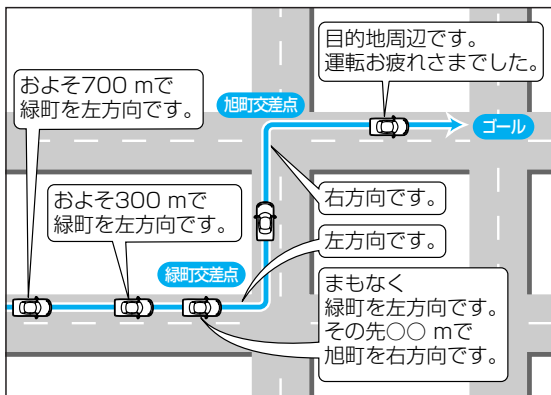 目的地周辺です。
運転お疲れさまでした。
およそ700 mで
緑町を左方向です。
旭町交差点
ゴール
およそ300 mで
緑町を左方向です。
右方向です。
左方向です。
緑町交差点
まもなく
緑町を左方向です。
その先○○ mで
旭町を右方向です。